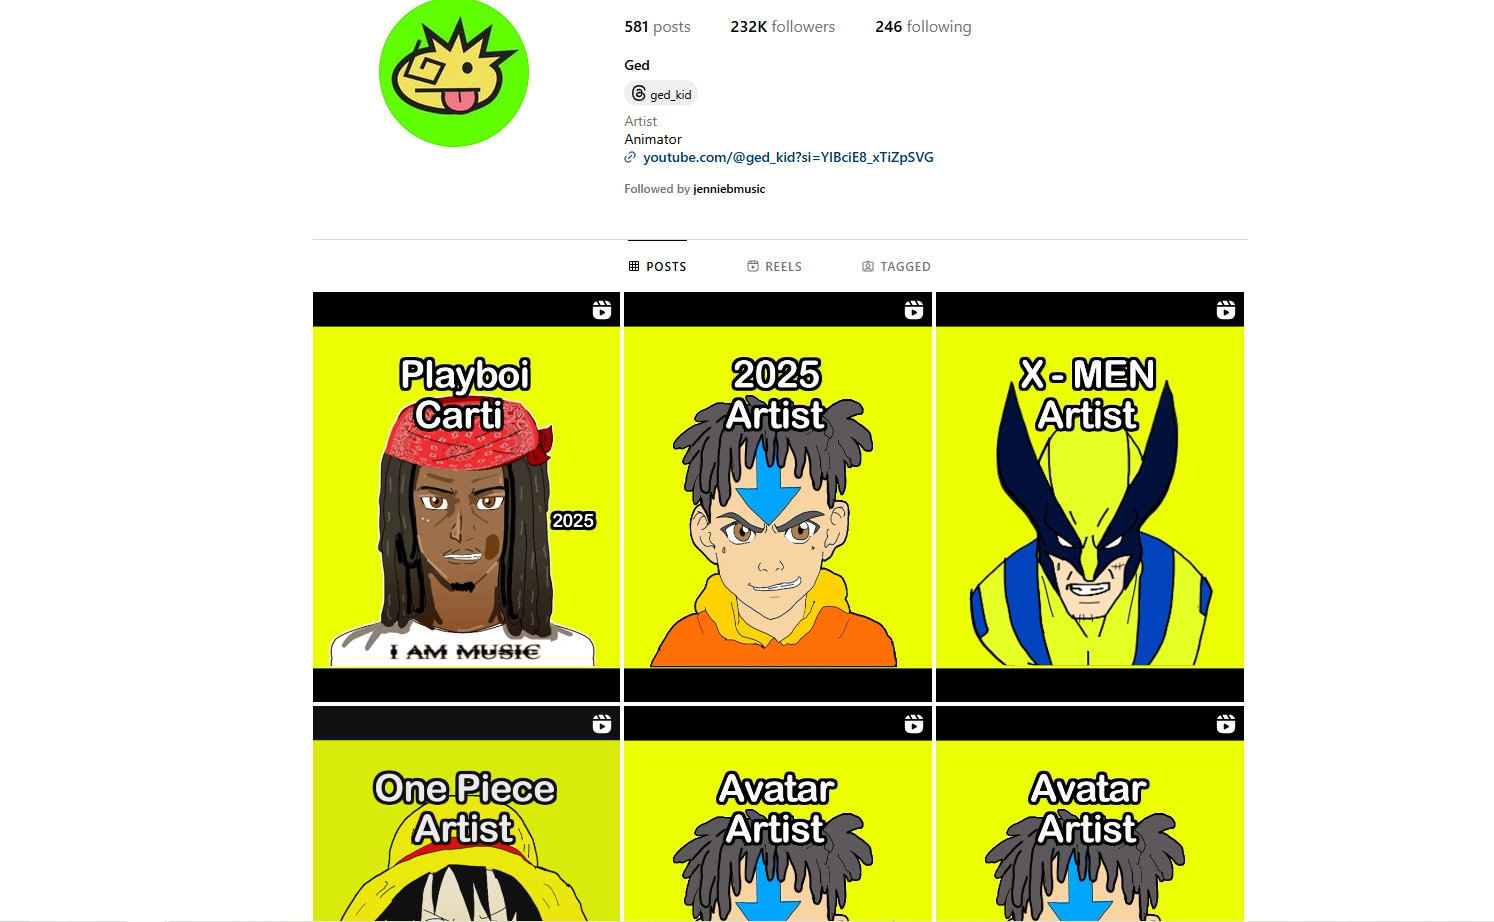 581 posts 232K followers 246 following
Ged
ged_kid
Artist
Animator
youtube.com/@ged_kid?si=YIBciE8_xTiZpSVG
Followed by jenniebmusic
POSTS REELS TAGGED
Playboi
Carti
2025
I AM MUSIC
2025
Artist
X - MEN
Artist
One Piece
Artist
Avatar
Artist
Avatar
Artist